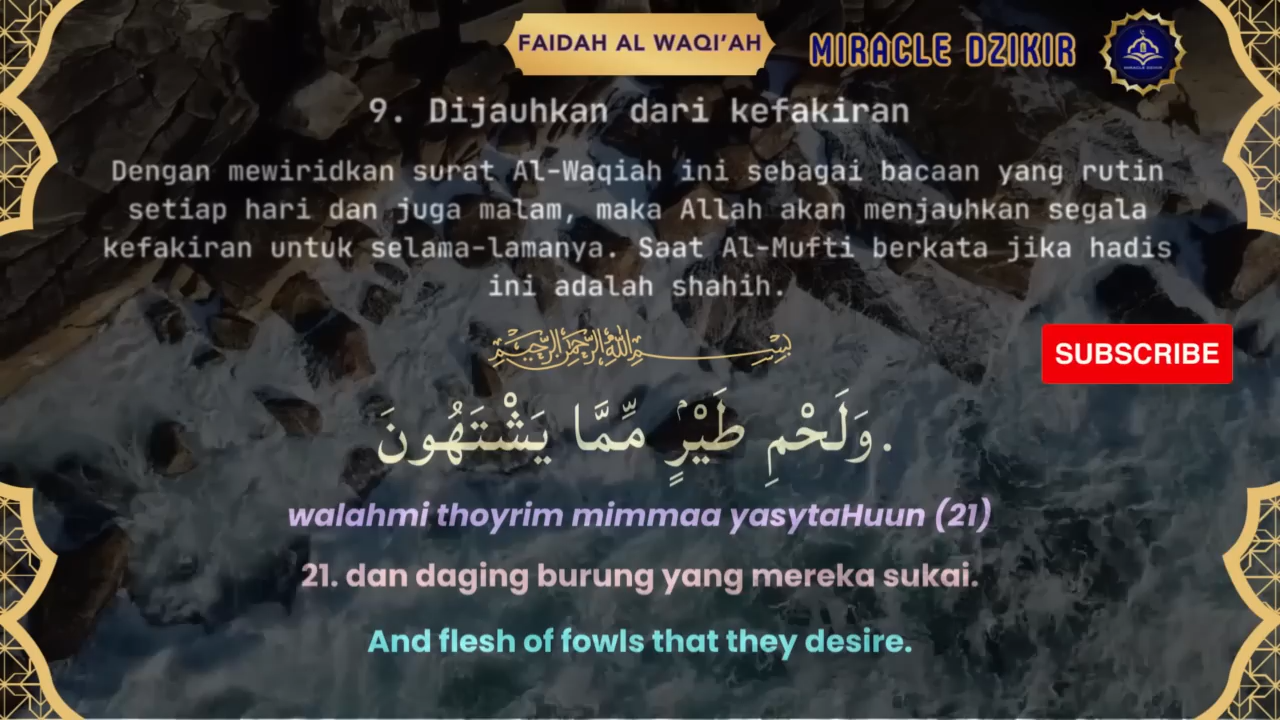 FAIDAH AL WAQI'AH
MIRACLE DZIKIR
MIRACLE DZIKIR
9. Dijauhkan dari kefakiran
Dengan mewiridkan surat Al-Waqiah ini sebagai bacaan yang rutin
setiap hari dan juga malam, maka Allah akan menjauhkan segala
kefakiran untuk selama-lamanya. Saat Al-Mufti berkata jika hadis
ini adalah shahih.
بِسْمِ اللَّهِ الرَّحْمَٰنِ الرَّحِيمِ
SUBSCRIBE
وَلَحْمِ طَيْرٍۢ مِّمَّا يَشْتَهُونَ.
walahmi thoyrim mimmaa yasytaHuun (21)
21. dan daging burung yang mereka sukai.
And flesh of fowls that they desire.